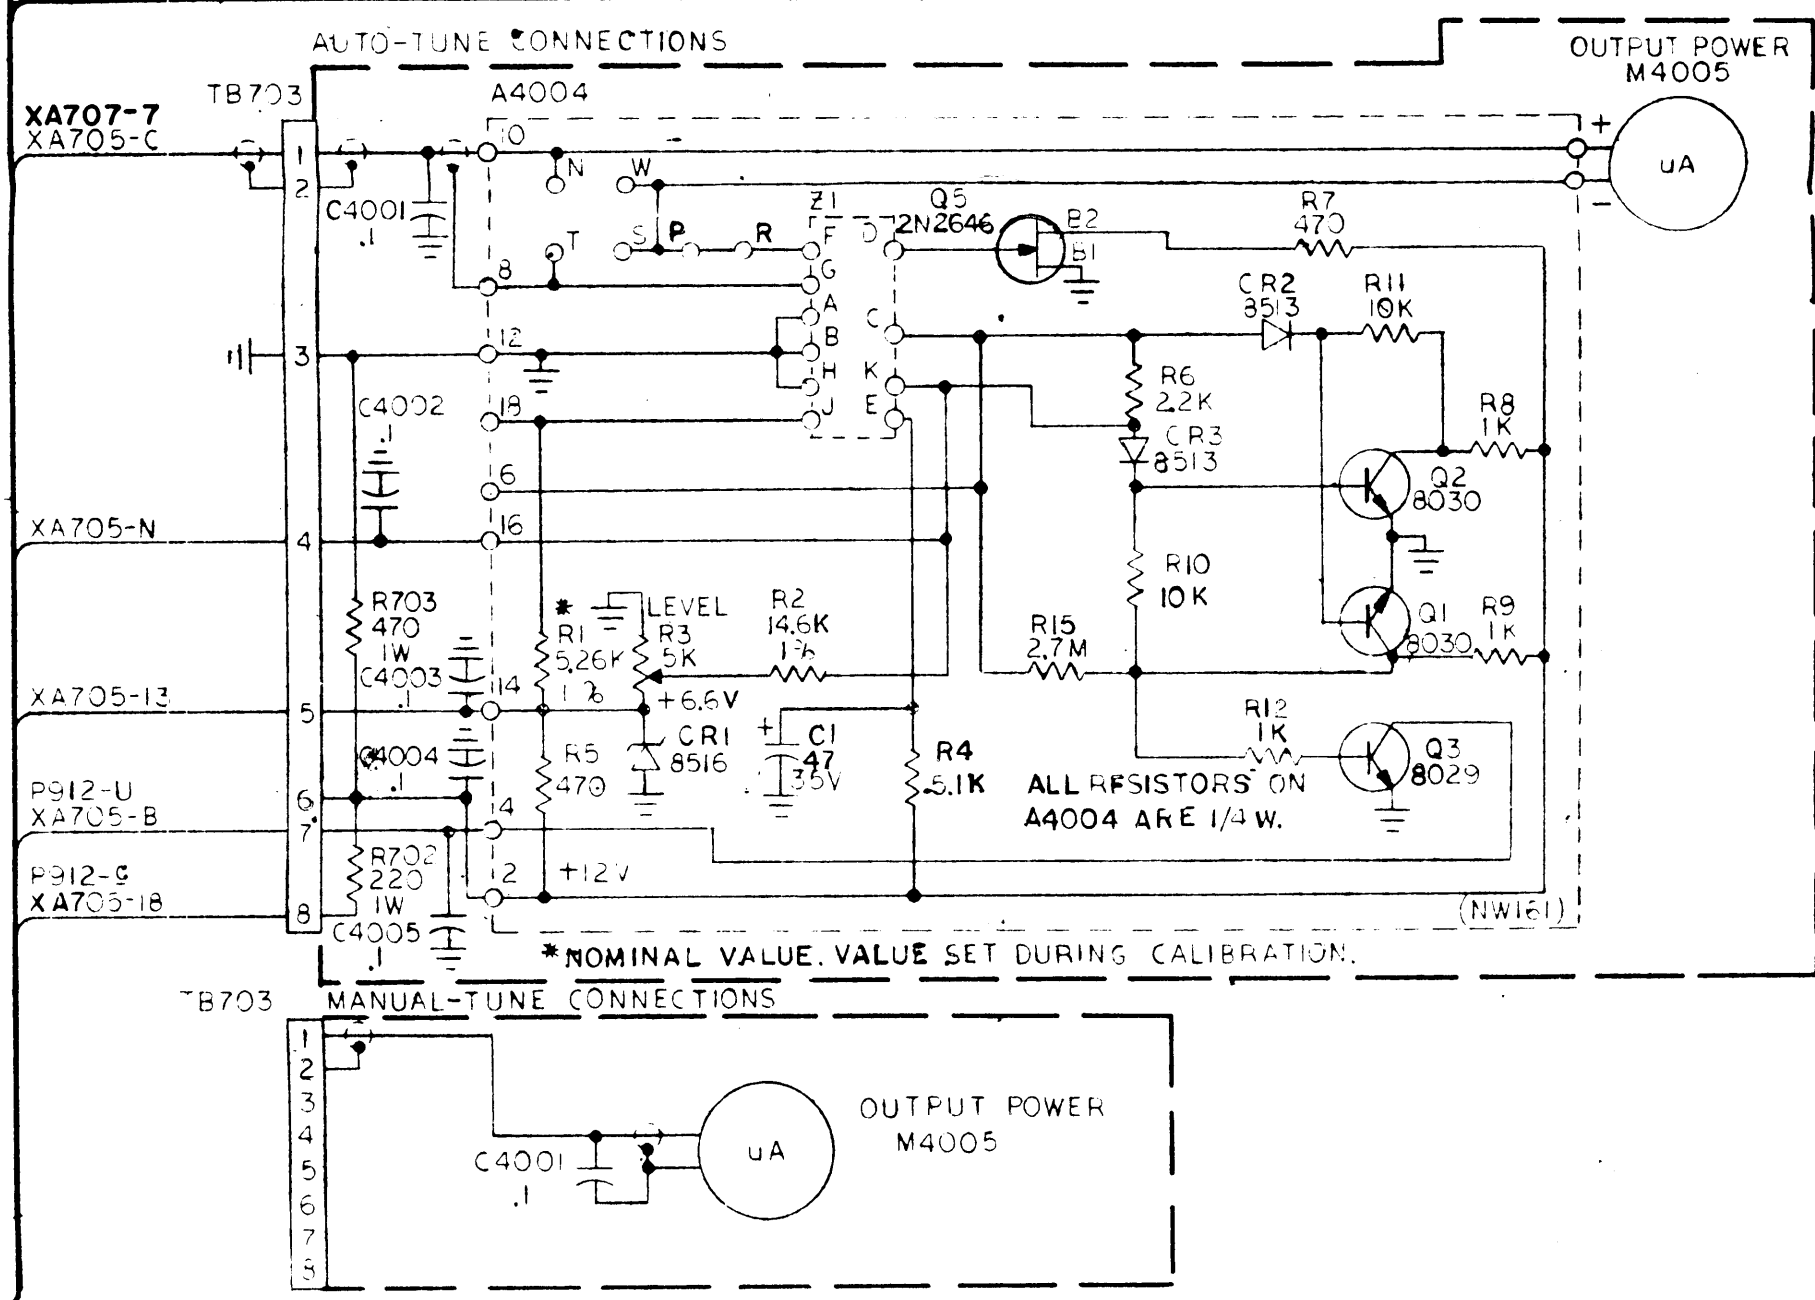 AUTO-TUNE CONNECTIONS
OUTPUT POWER
M4005
TB703
A4004
XA707-7
XA705-C
1
2
10
N
W
+
−
uA
C4001
.1
T
S
P
R
Z1
F
D
G
A
C
B
H
K
J
E
Q5
2N2646
B2
B1
R7
470
8
CR2
8513
R11
10K
3
12
R6
2.2K
C4002
.1
18
CR3
8513
R8
1K
6
Q2
8030
XA705-N
4
16
R10
10K
R703
470
1W
*
R1
5.26K
1%
LEVEL
R3
5K
R2
14.6K
1%
R15
2.7M
Q1
8030
R9
1K
C4003
.1
XA705-13
5
14
+6.6V
R12
1K
C4004
.1
R5
470
CR1
8516
+
C1
47
35V
R4
5.1K
Q3
8029
ALL RESISTORS ON
A4004 ARE 1/4 W.
P912-U
XA705-B
6
7
4
R702
220
1W
2
+12V
P912-C
XA705-18
8
C4005
.1
(NW161)
*NOMINAL VALUE. VALUE SET DURING CALIBRATION.
TB703
MANUAL-TUNE CONNECTIONS
1
2
3
4
5
6
7
8
C4001
.1
uA
OUTPUT POWER
M4005